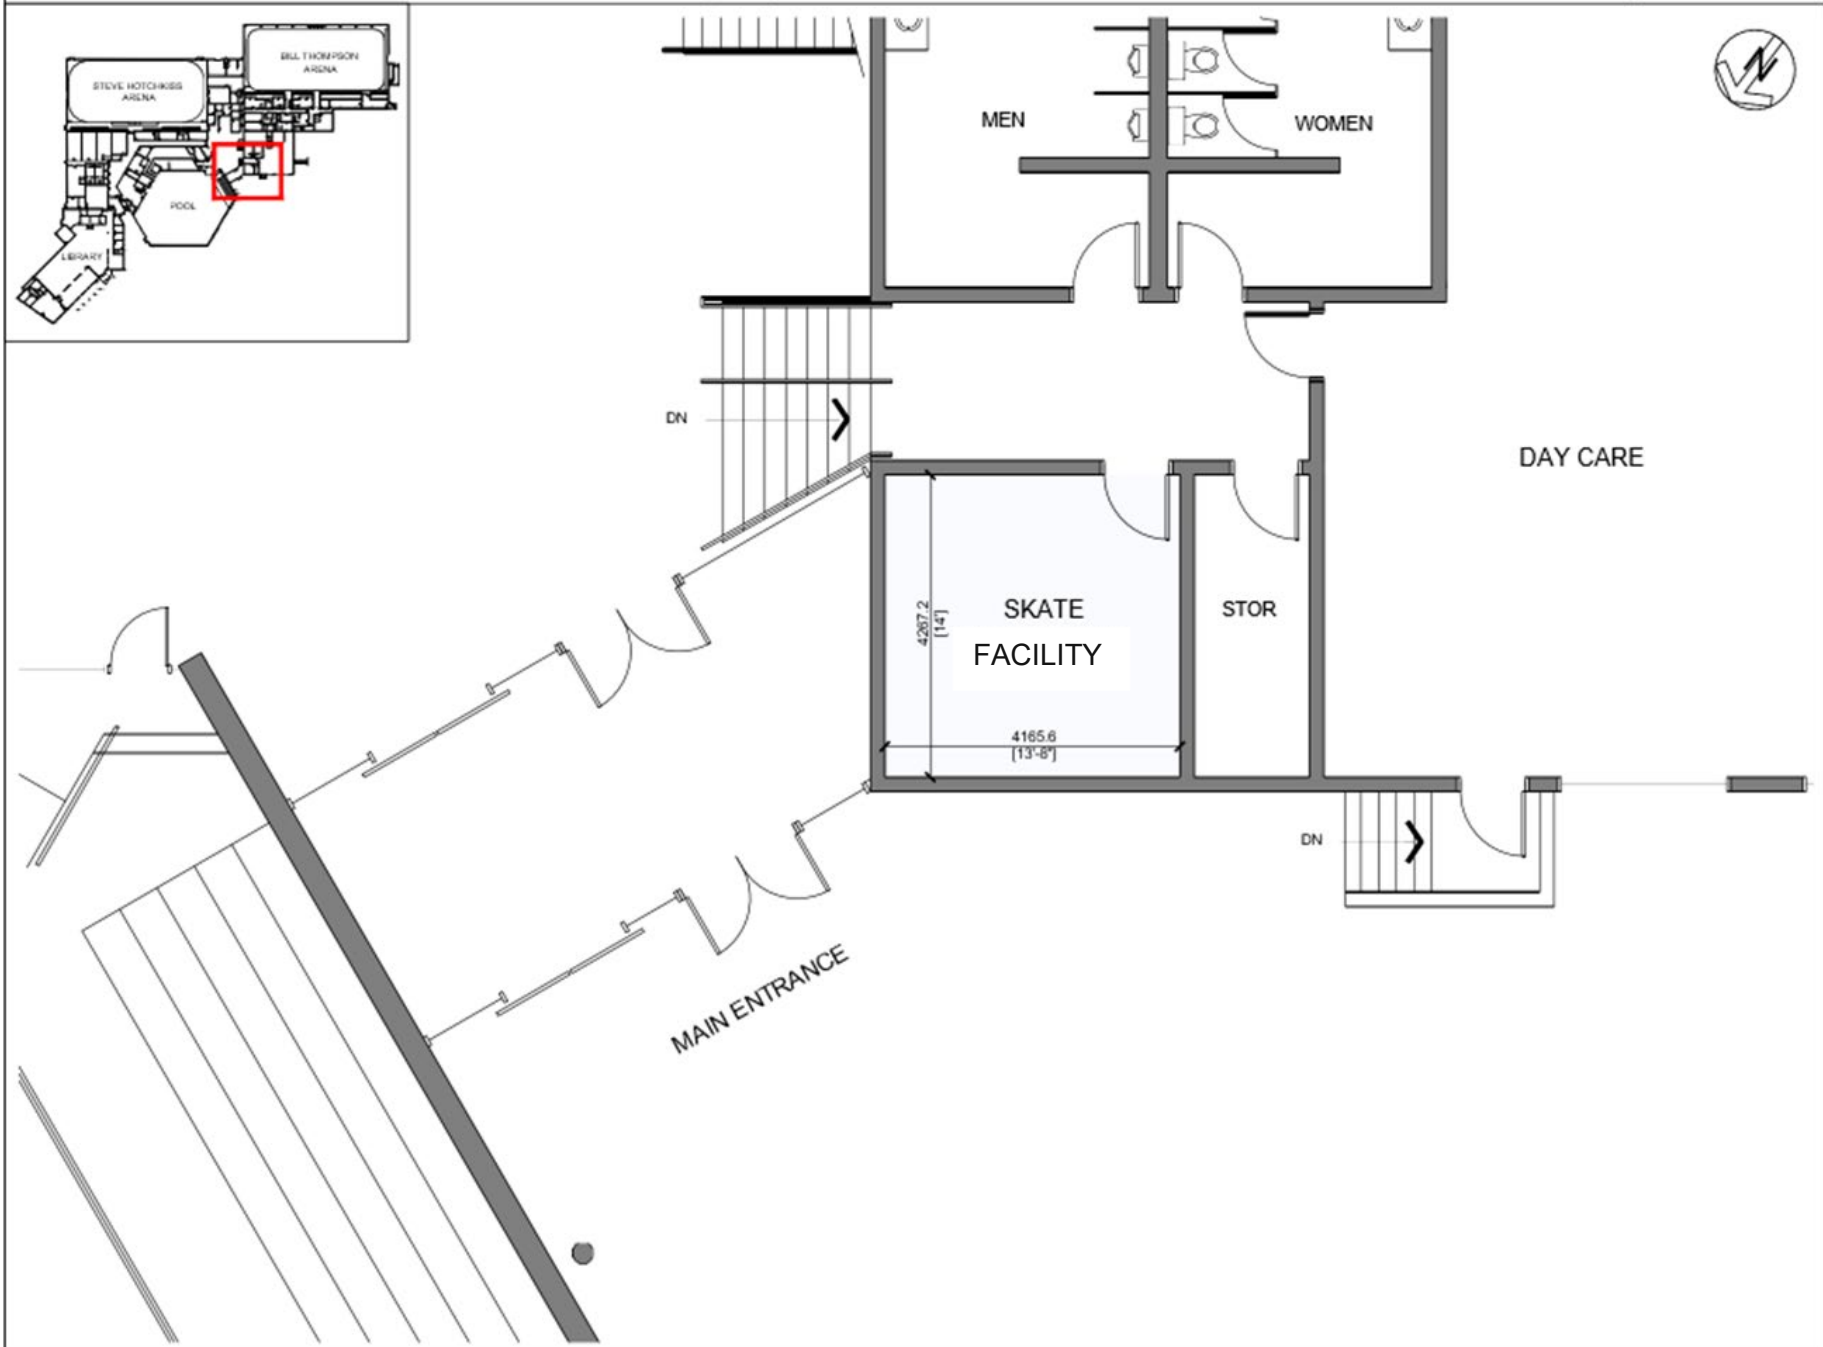 BILL THOMPSON
ARENA
STEVE HOTCHKISS
ARENA
POOL
LIBRARY
N
MEN
WOMEN
DN
DAY CARE
SKATE
FACILITY
STOR
4267.2
[14']
4165.6
[13'-8"]
DN
MAIN ENTRANCE